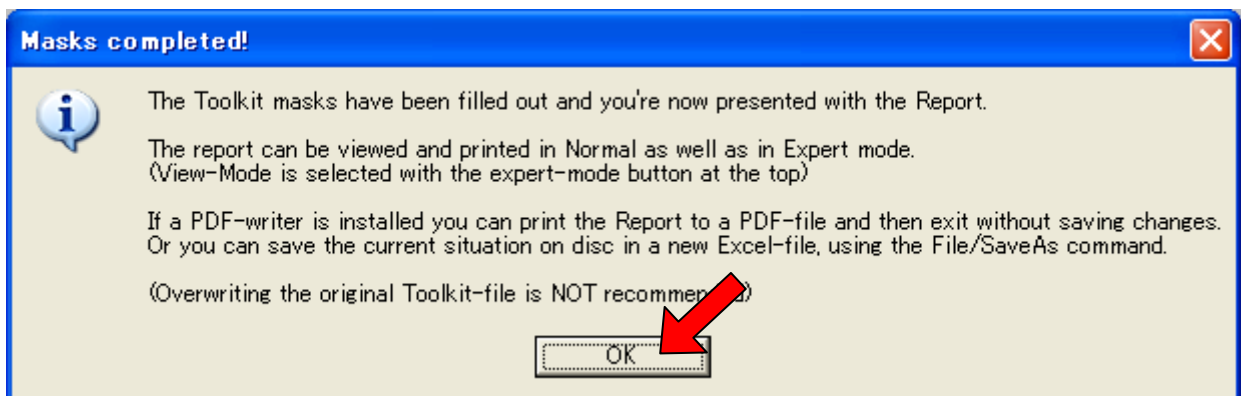 Masks completed!
The Toolkit masks have been filled out and you're now presented with the Report.
The report can be viewed and printed in Normal as well as in Expert mode.
(View-Mode is selected with the expert-mode button at the top)
If a PDF-writer is installed you can print the Report to a PDF-file and then exit without saving changes.
Or you can save the current situation on disc in a new Excel-file, using the File/SaveAs command.
(Overwriting the original Toolkit-file is NOT recommended)
OK